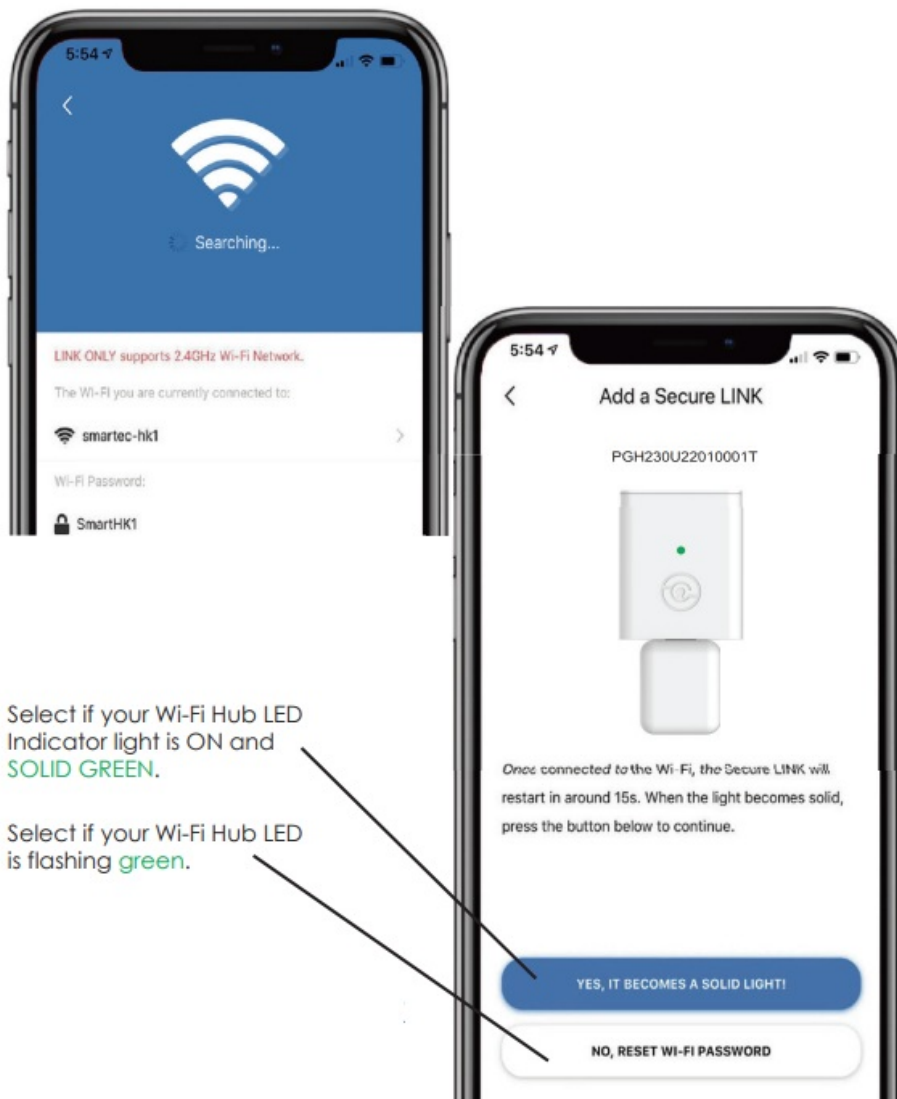 5:54
Searching...
LINK ONLY supports 2.4GHz Wi-Fi Network.
The Wi-Fi you are currently connected to:
smartec-hk1
Wi-Fi Password:
SmartHK1
5:54
Add a Secure LINK
PGH230U22010001T
Once connected to the Wi-Fi, the Secure LINK will
restart in around 15s. When the light becomes solid,
press the button below to continue.
YES, IT BECOMES A SOLID LIGHT!
NO, RESET WI-FI PASSWORD
Select if your Wi-Fi Hub LED
Indicator light is ON and
SOLID GREEN.
Select if your Wi-Fi Hub LED
is flashing green.